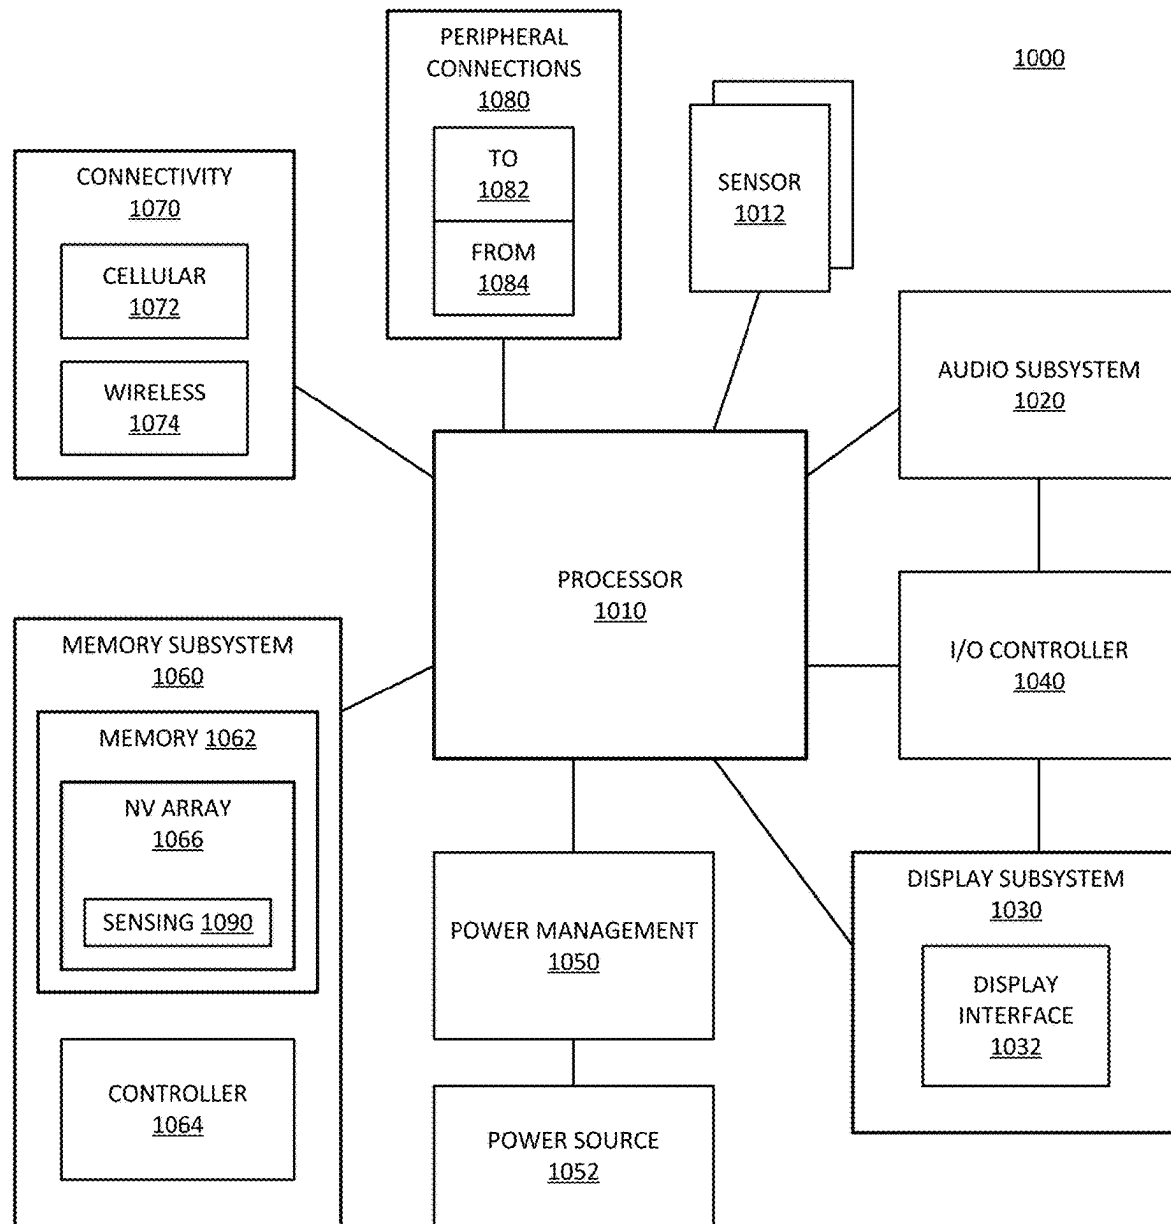 PERIPHERAL
CONNECTIONS
1080
TO
1082
FROM
1084
1000
SENSOR
1012
CONNECTIVITY
1070
CELLULAR
1072
WIRELESS
1074
AUDIO SUBSYSTEM
1020
PROCESSOR
1010
I/O CONTROLLER
1040
MEMORY SUBSYSTEM
1060
MEMORY 1062
NV ARRAY
1066
SENSING 1090
CONTROLLER
1064
POWER MANAGEMENT
1050
POWER SOURCE
1052
DISPLAY SUBSYSTEM
1030
DISPLAY
INTERFACE
1032